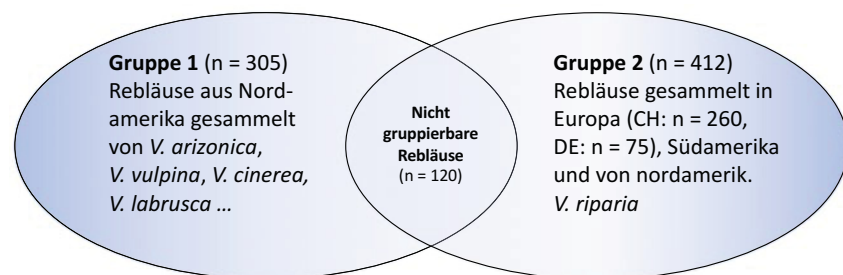 Gruppe 1 (n = 305)
Rebläuse aus Nord-
amerika gesammelt
von V. arizonica,
V. vulpina, V. cinerea,
V. labrusca ...
Nicht
gruppierbare
Rebläuse
(n = 120)
Gruppe 2 (n = 412)
Rebläuse gesammelt in
Europa (CH: n = 260,
DE: n = 75), Südamerika
und von nordamerik.
V. riparia